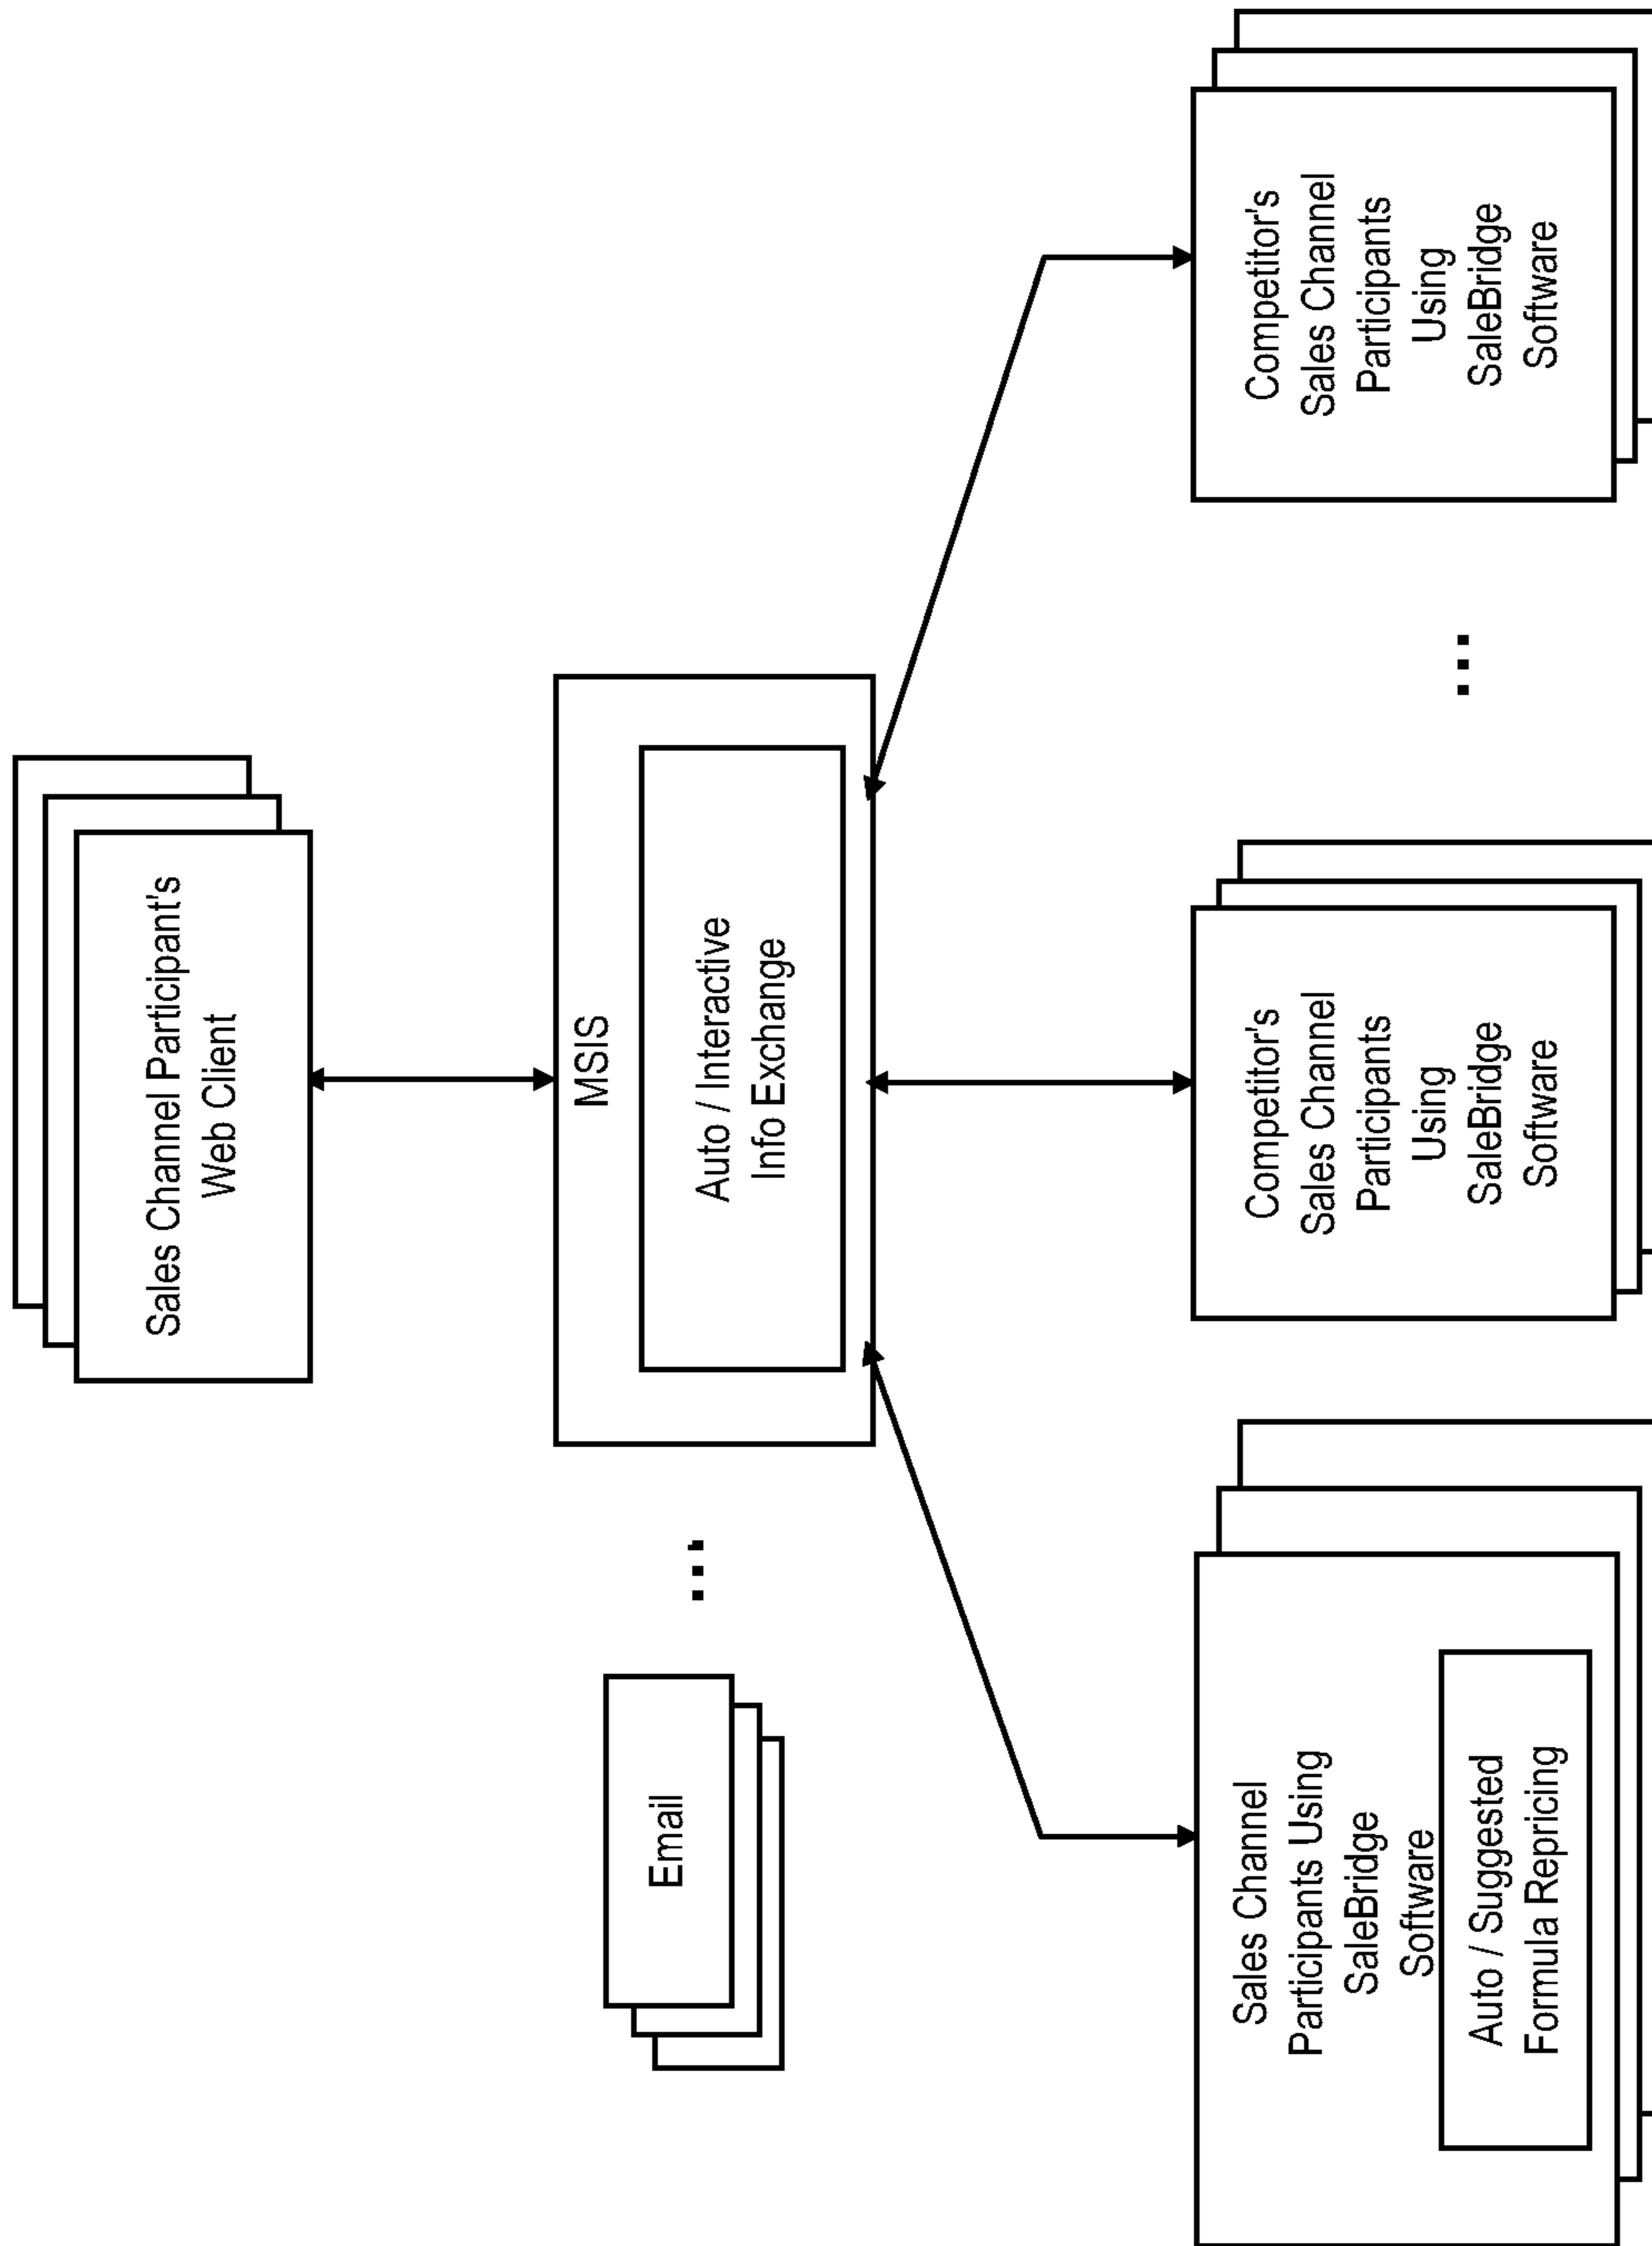 Sales Channel Participant's
Web Client
MSIS
Auto / Interactive
Info Exchange
Email
...
Sales Channel
Participants Using
SaleBridge
Software
Auto / Suggested
Formula Repricing
Competitor's
Sales Channel
Participants
Using
SaleBridge
Software
...
Competitor's
Sales Channel
Participants
Using
SaleBridge
Software